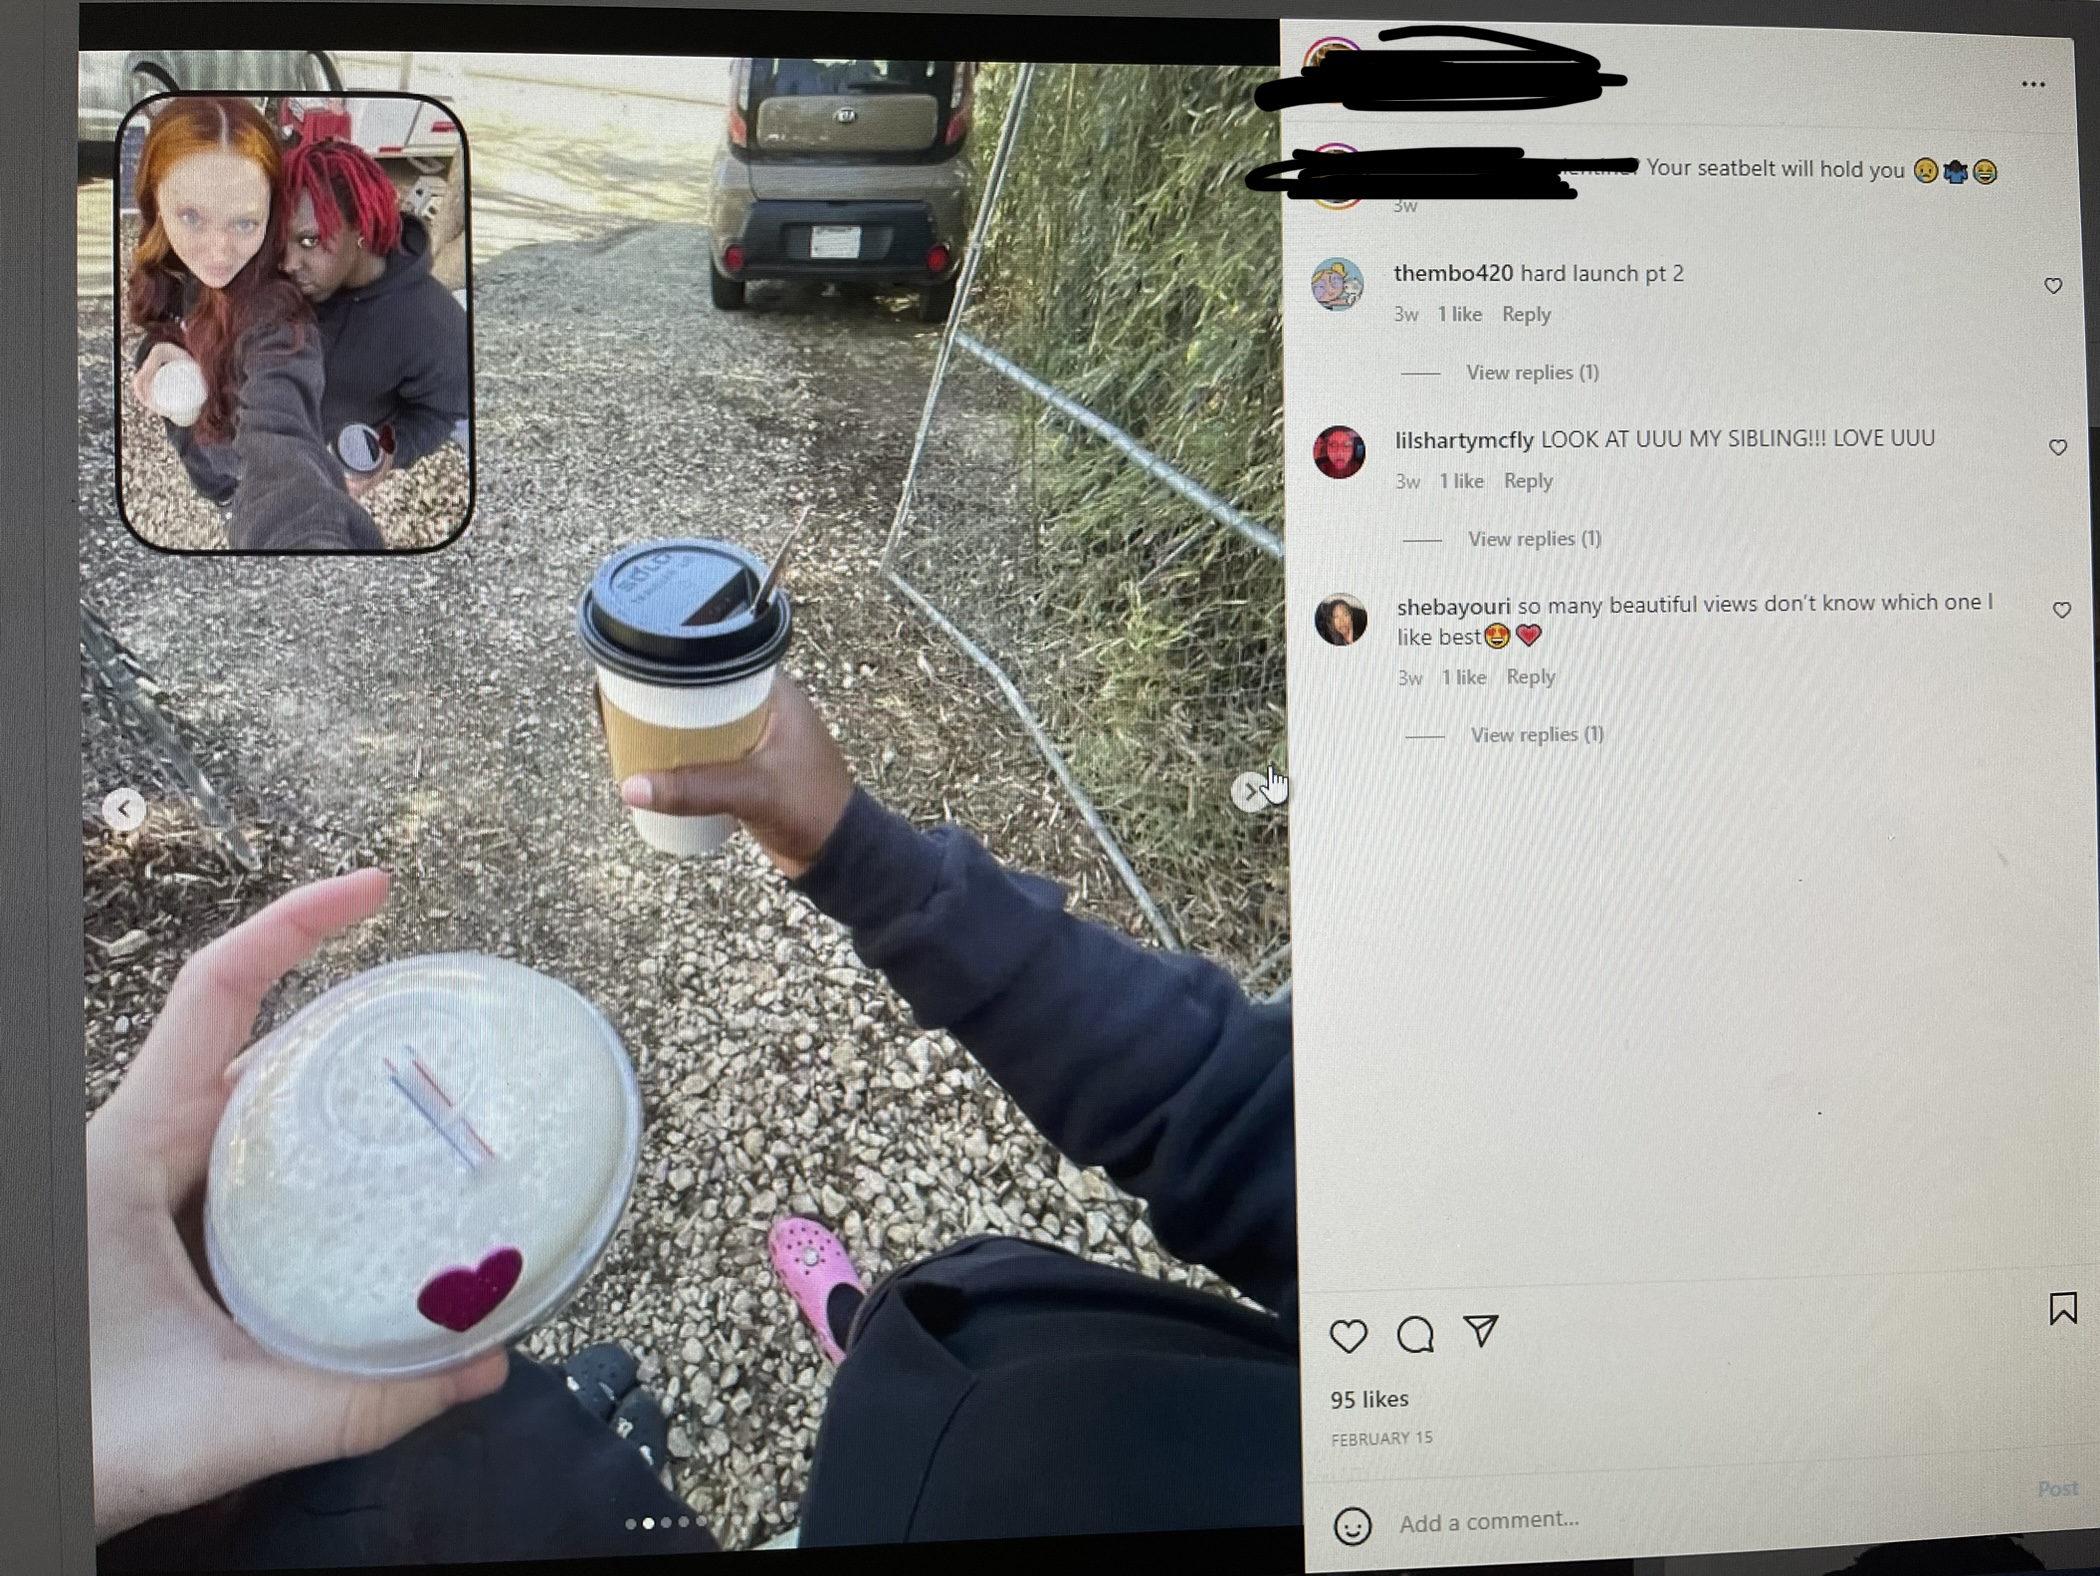 Your seatbelt will hold you 😢🤷🏿😂
3w
thembo420 hard launch pt 2
3w 1 like Reply
View replies (1)
lilshartymcfly LOOK AT UUU MY SIBLING!!! LOVE UUU
3w 1 like Reply
View replies (1)
shebayouri so many beautiful views don't know which one I
like best😍❤️
3w 1 like Reply
View replies (1)
95 likes
FEBRUARY 15
Add a comment...
Post
KIA
SOLO